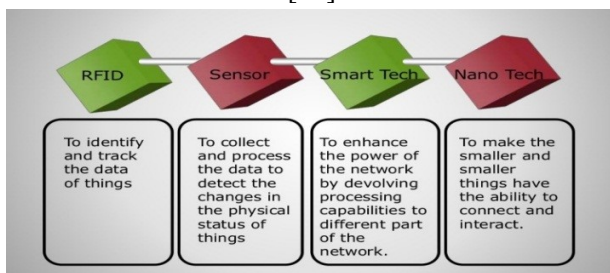 RFID
Sensor
Smart Tech
Nano Tech
To identify
and track
the data
of things
To collect
and process
the data to
detect the
changes in
the physical
status of
things
To enhance
the power of
the network
by devolving
processing
capabilities to
different part
of the
network.
To make the
smaller and
smaller
things have
the ability to
connect and
interact.